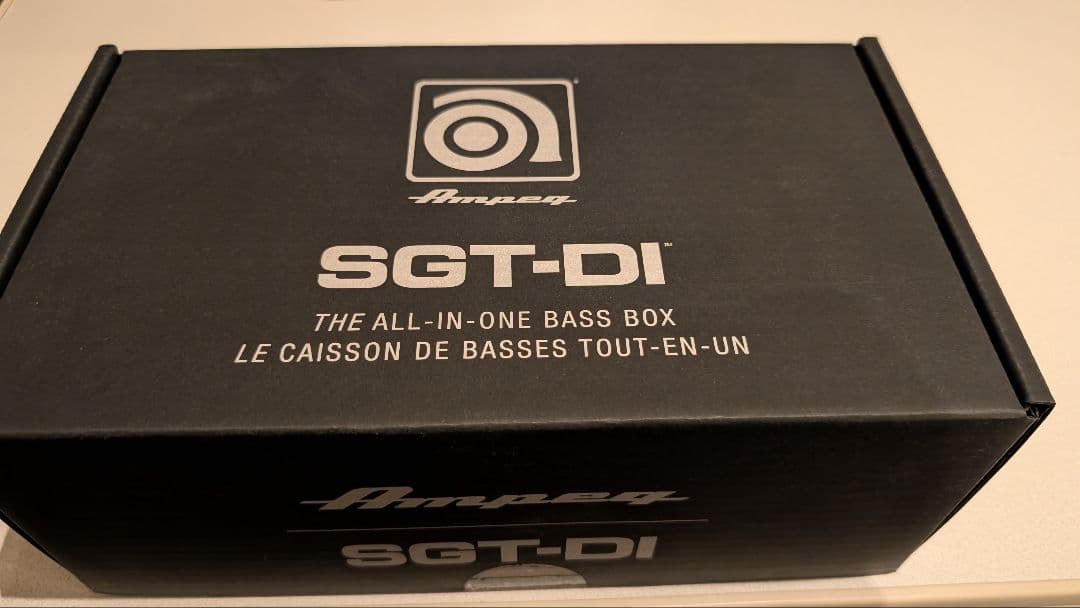 Ampeg
SGT-DI™
THE ALL-IN-ONE BASS BOX
LE CAISSON DE BASSES TOUT-EN-UN
Ampeg
SGT-DI